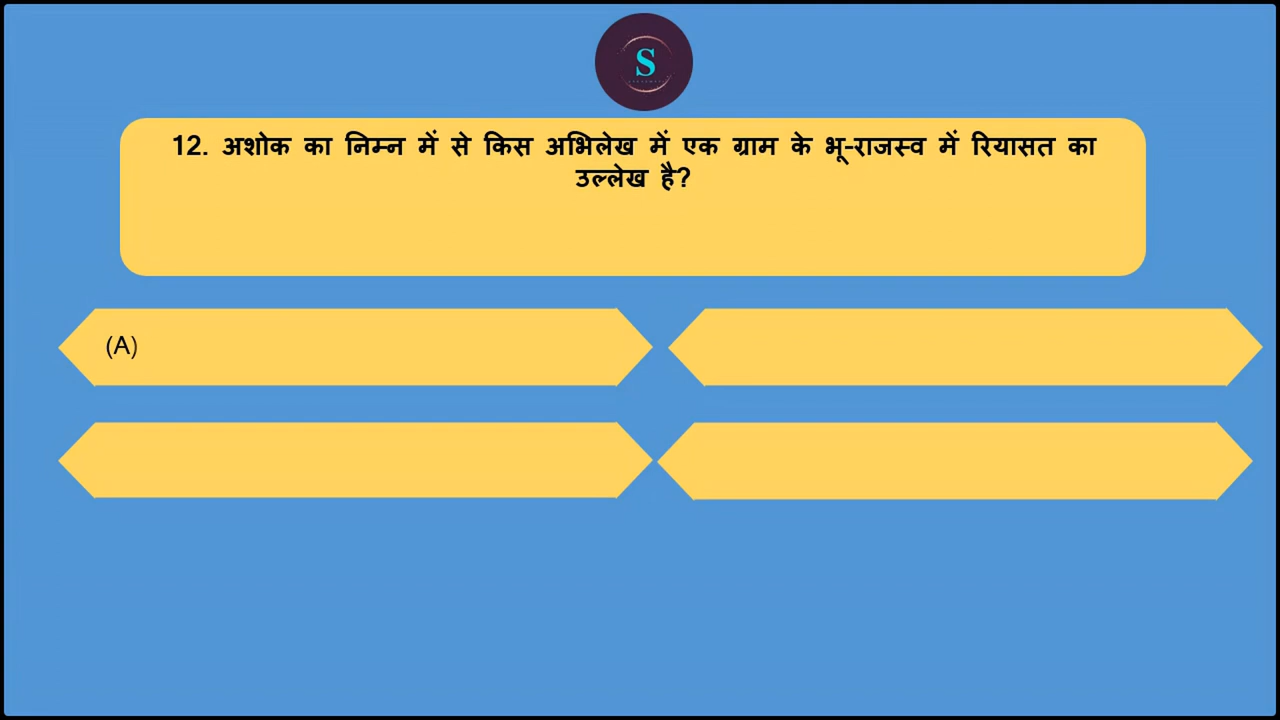 S
12. अशोक का निम्न में से किस अभिलेख में एक ग्राम के भू-राजस्व में रियासत का
उल्लेख है?
(A)